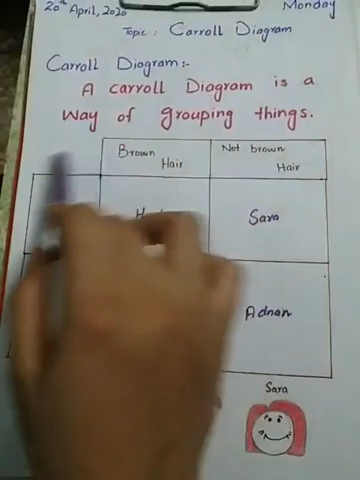 20th April, 2020
Monday
Topic: Carroll Diagram
Carroll Diagram:-
A carroll Diagram is a
way of grouping things.
Brown
Hair
Not brown
Hair
Sara
Adnan
Sara